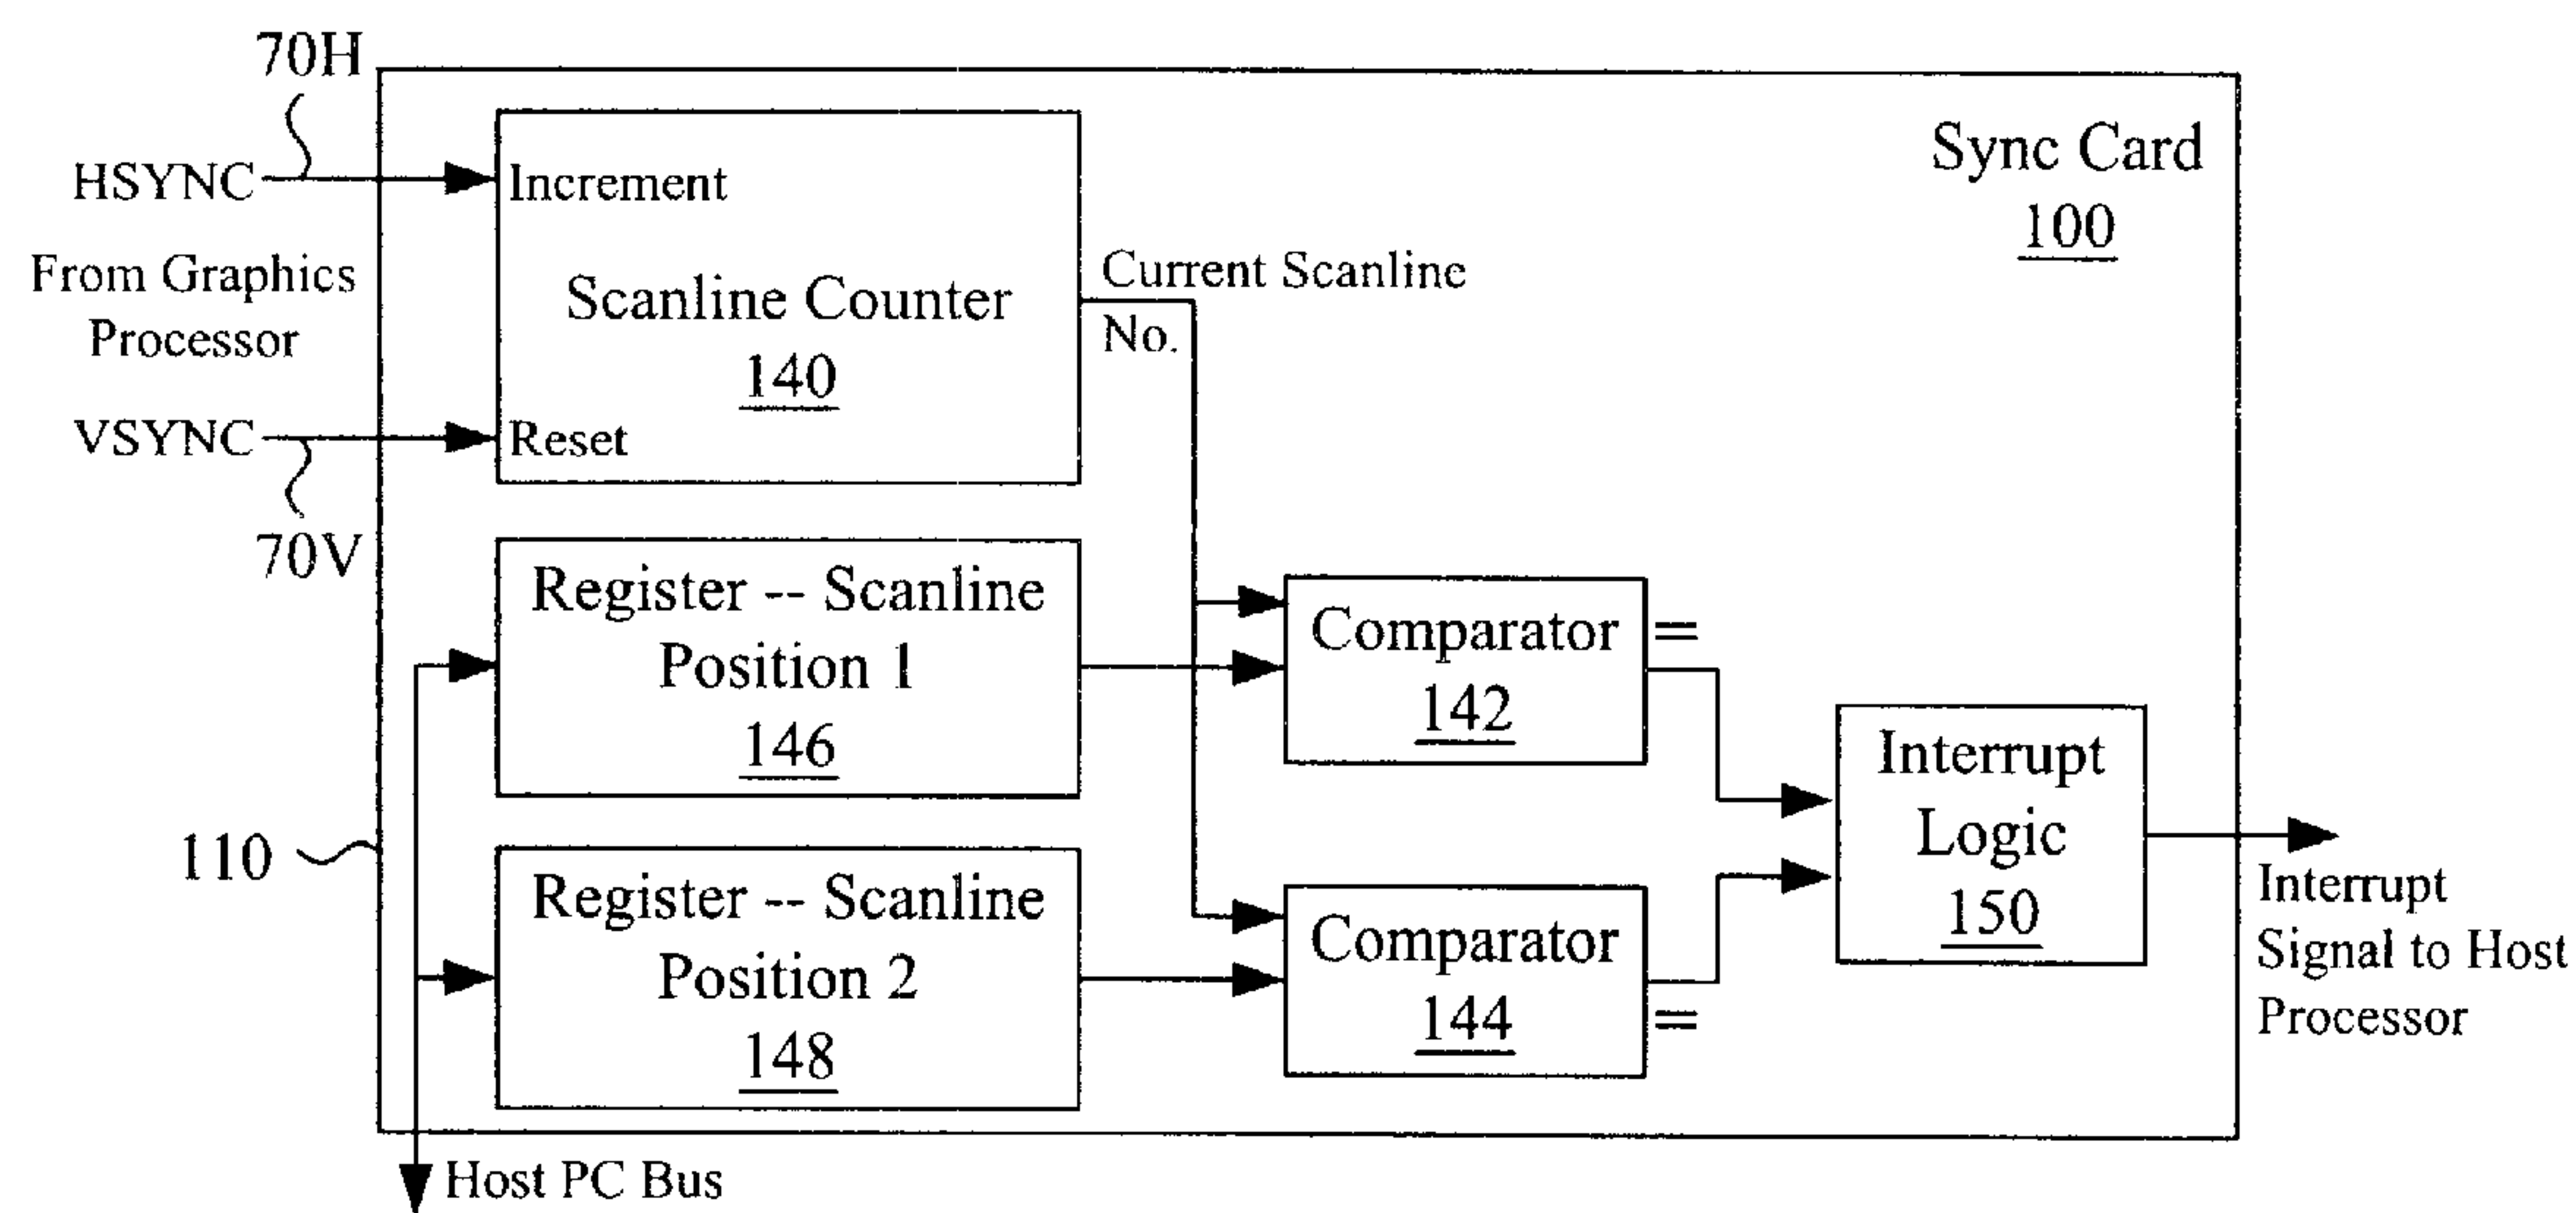 70H
HSYNC
From Graphics
Processor
VSYNC
70V
110
Increment
Scanline Counter
140
Reset
Register -- Scanline
Position 1
146
Register -- Scanline
Position 2
148
Host PC Bus
Current Scanline
No.
Comparator =
142
Comparator
144 =
Sync Card
100
Interrupt
Logic
150
Interrupt
Signal to Host
Processor